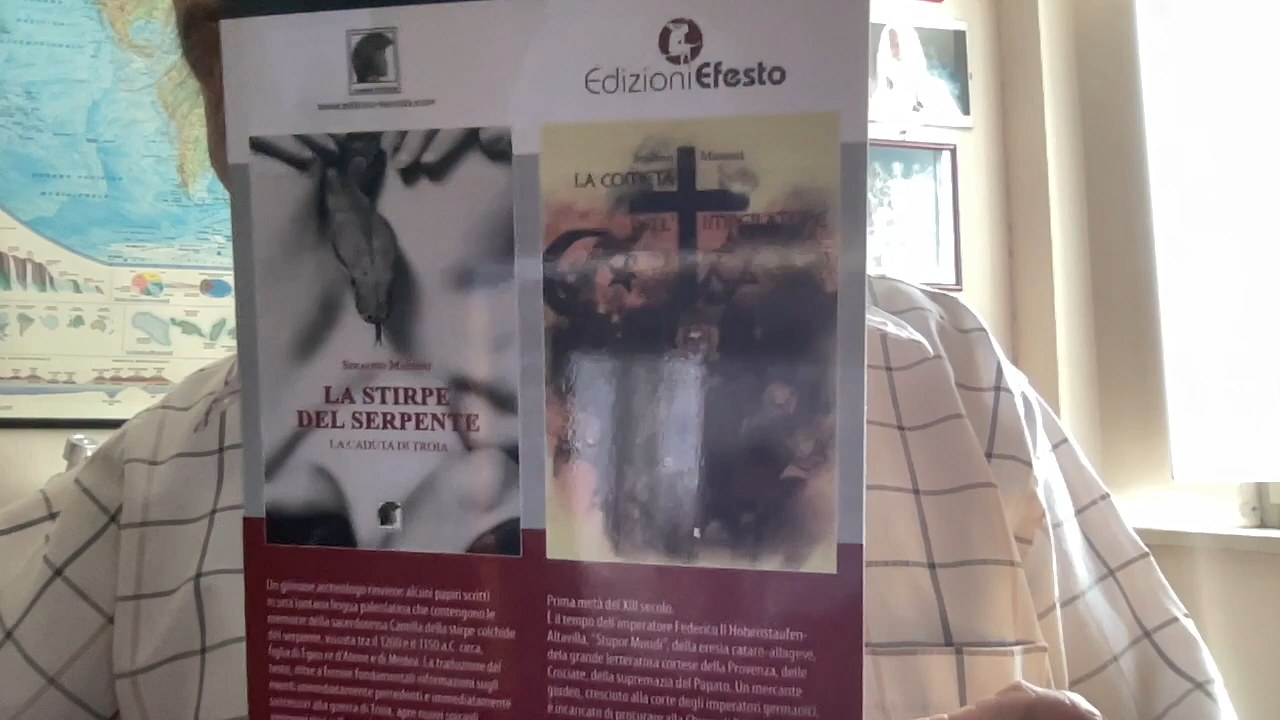 Edizioni Efesto
LA STIRPE
DEL SERPENTE
LA CADUTA DI TROIA
LA COMETA
Un giovane archeologo rinviene alcuni papiri scritti
in una lontana lingua paleolatina che contengono le
memorie della sacerdotessa Camilla della stirpe colchide
del serpente, vissuta tra il 1200 e il 1150 a.C. circa,
figlia di Egeo re d'Atene e di Medea. La traduzione del
testo, oltre a fornire fondamentali informazioni sugli
eventi immediatamente precedenti e immediatamente
successivi alla guerra di Troia, apre nuovi
Prima metà del XIII secolo.
È il tempo dell'imperatore Federico II Hohenstaufen-
Altavilla, "Stupor Mundi", della eresia cataro-albigese,
dela grande letteratura cortese della Provenza, delle
Crociate, della supremazia del Papato. Un mercante
giudeo, cresciuto alla corte degli imperatori germanici,
è incaricato di procurare alla